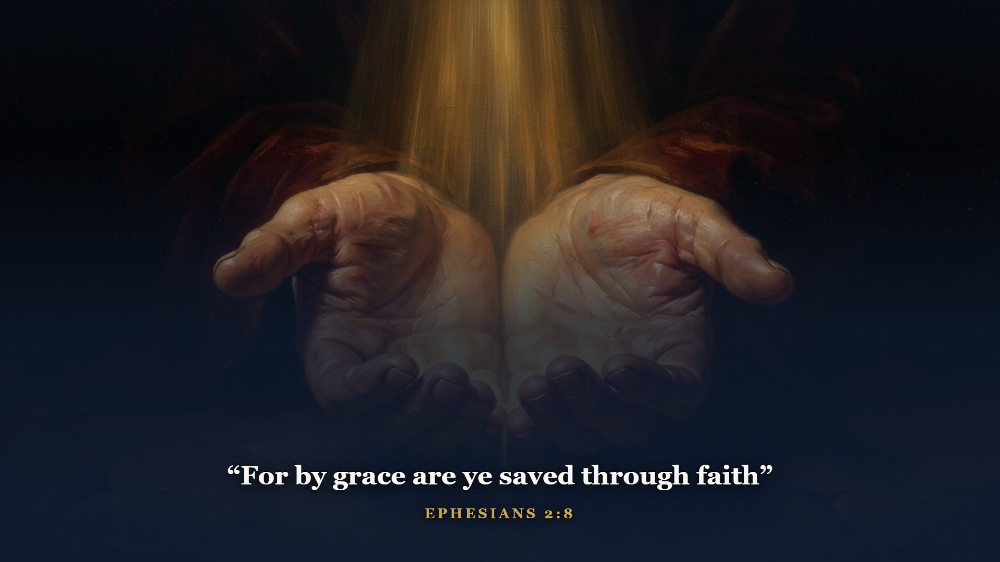 “For by grace are ye saved through faith”
EPHESIANS 2:8